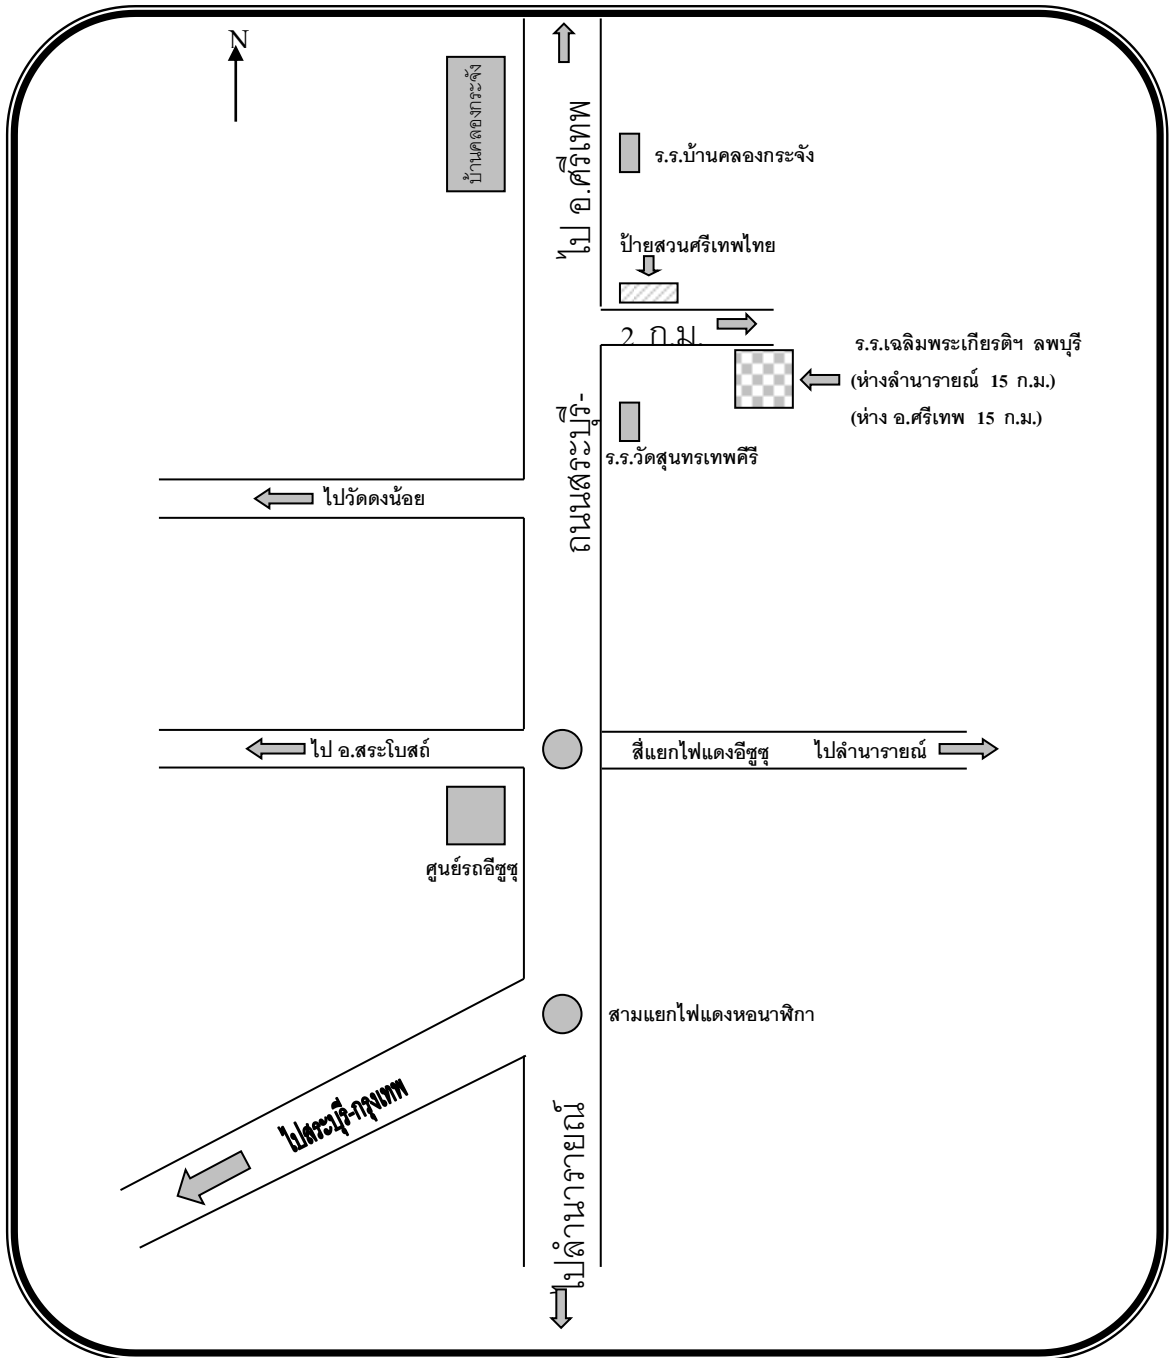 N
บ้านคลองกระจัง
ไป อ.ศรีเทพ
ร.ร.บ้านคลองกระจัง
ป้ายสวนศรีเทพไทย
2 ก.ม.
ร.ร.เฉลิมพระเกียรติฯ ลพบุรี
(ห่างลำนารายณ์ 15 ก.ม.)
(ห่าง อ.ศรีเทพ 15 ก.ม.)
ถนนสระบุรี-
ร.ร.วัดสุนทรเทพคีรี
ไปวัดดงน้อย
ไป อ.สระโบสถ์
สี่แยกไฟแดงอีซูซุ
ไปลำนารายณ์
ศูนย์รถอีซูซุ
สามแยกไฟแดงหอนาฬิกา
ไปสระบุรี-กรุงเทพ
ไปลำนารายณ์